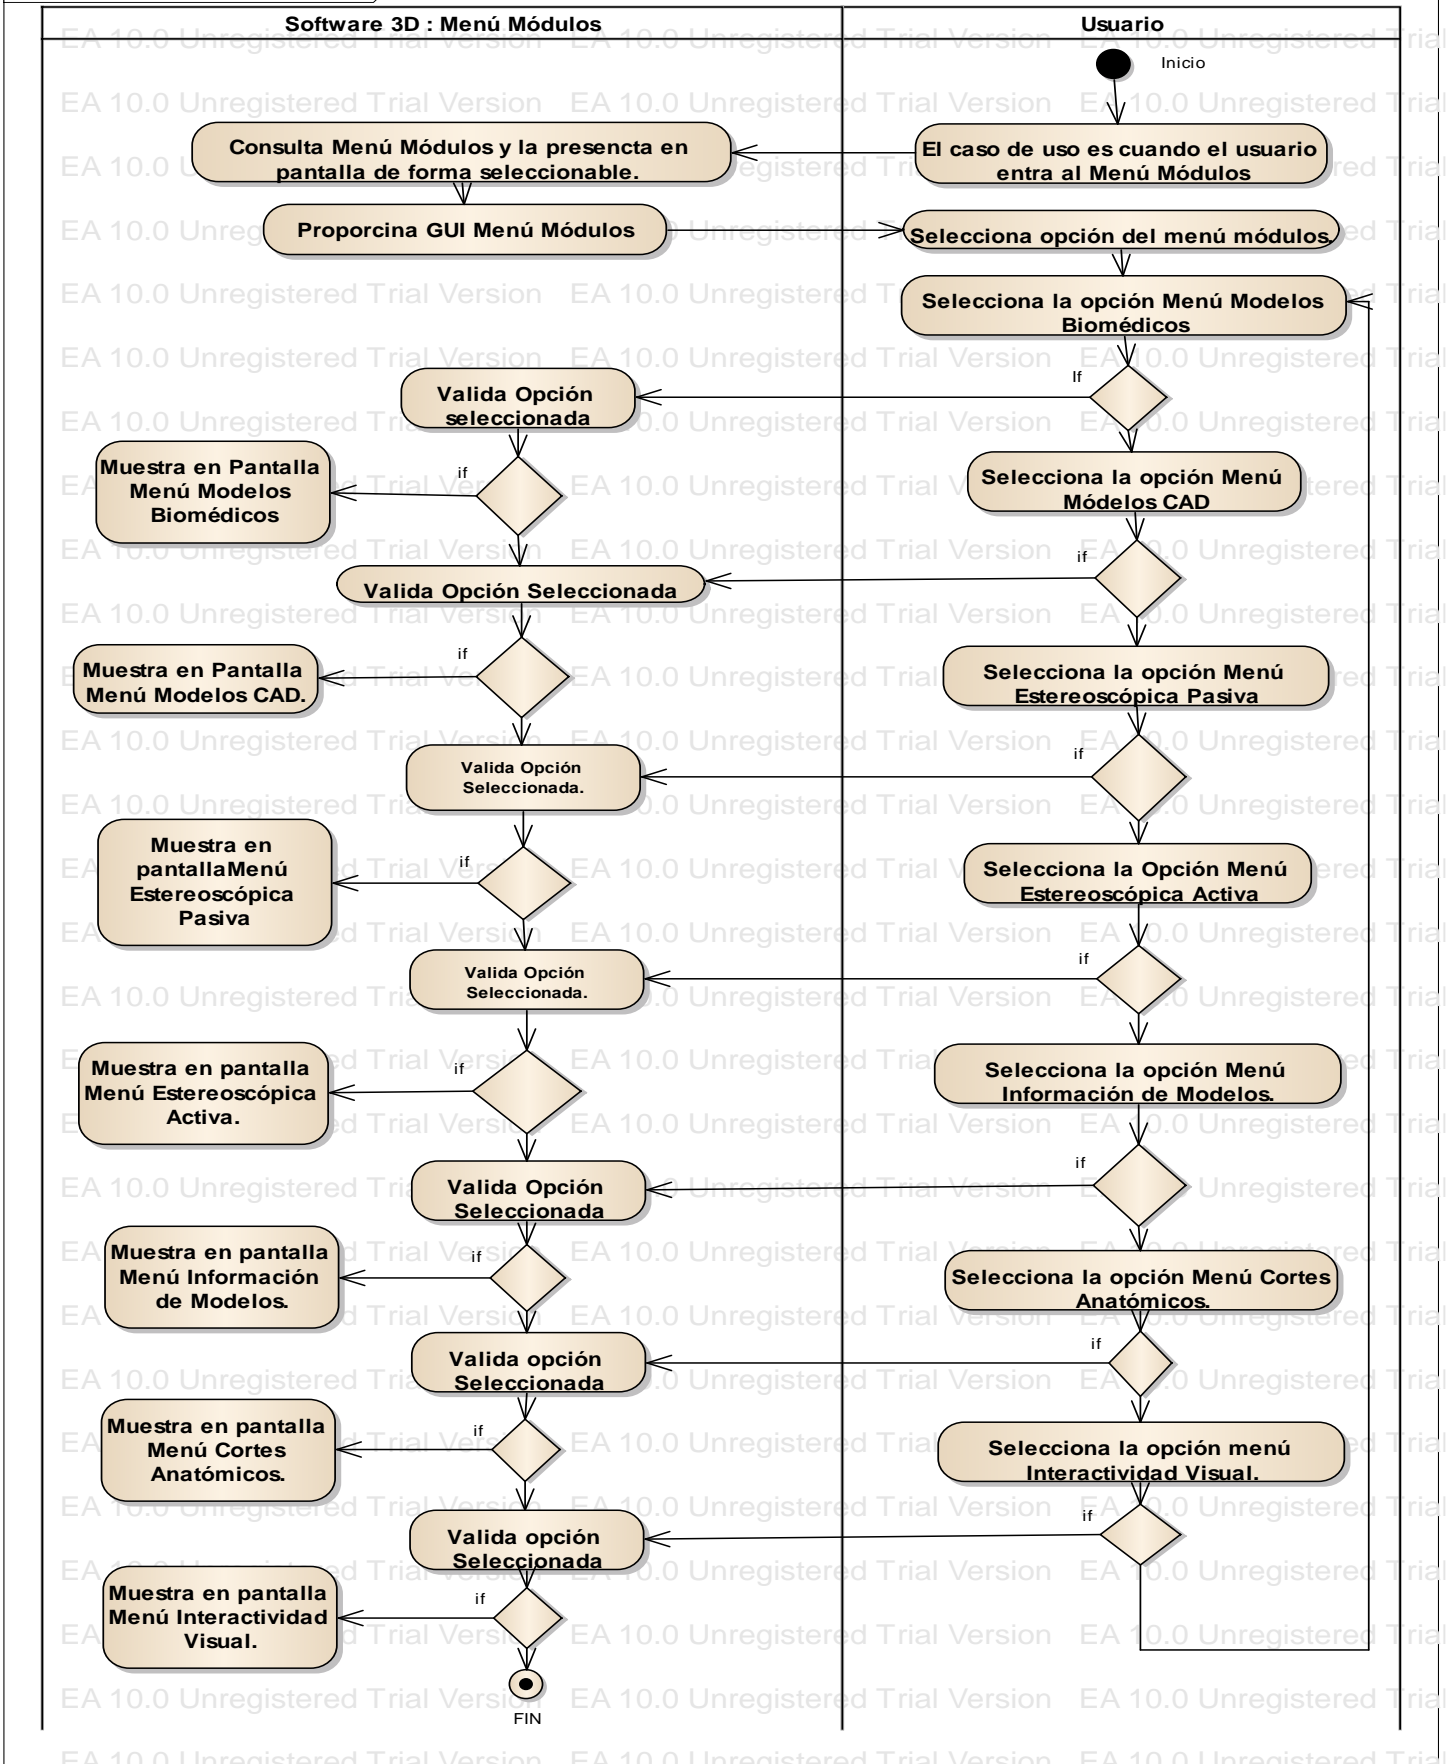 Software 3D : Menú Módulos
Usuario
Inicio
El caso de uso es cuando el usuario
entra al Menú Módulos
Consulta Menú Módulos y la presencta en
pantalla de forma seleccionable.
Proporcina GUI Menú Módulos
Selecciona opción del menú módulos.
Selecciona la opción Menú Modelos
Biomédicos
If
Valida Opción
seleccionada
if
Muestra en Pantalla
Menú Modelos
Biomédicos
Selecciona la opción Menú
Módelos CAD
if
Valida Opción Seleccionada
if
Muestra en Pantalla
Menú Modelos CAD.
Selecciona la opción Menú
Estereoscópica Pasiva
if
Valida Opción
Seleccionada.
if
Muestra en
pantallaMenú
Estereoscópica
Pasiva
Selecciona la Opción Menú
Estereoscópica Activa
if
Valida Opción
Seleccionada.
if
Muestra en pantalla
Menú Estereoscópica
Activa.
Selecciona la opción Menú
Información de Modelos.
if
Valida Opción
Seleccionada
if
Muestra en pantalla
Menú Información
de Modelos.
Selecciona la opción Menú Cortes
Anatómicos.
if
Valida opción
Seleccionada
if
Muestra en pantalla
Menú Cortes
Anatómicos.
Selecciona la opción menú
Interactividad Visual.
if
Valida opción
Seleccionada
if
Muestra en pantalla
Menú Interactividad
Visual.
FIN
EA 10.0 Unregistered Trial Version